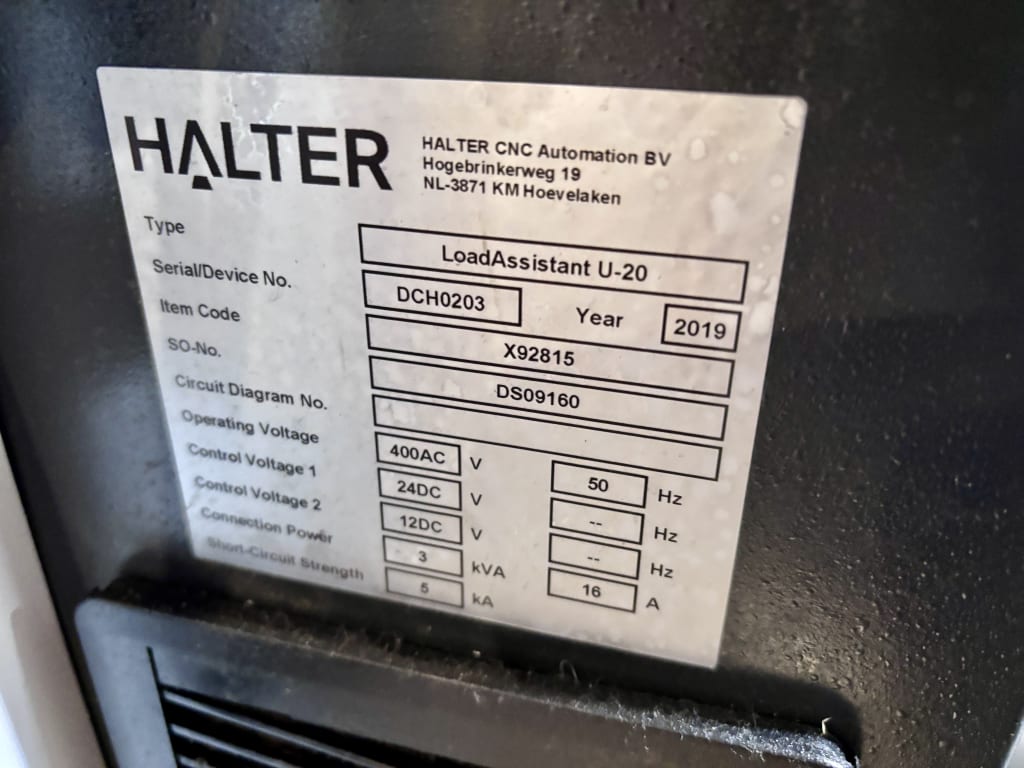 HALTER
HALTER CNC Automation BV
Hogebrinkerweg 19
NL-3871 KM Hoevelaken
Type LoadAssistant U-20
Serial/Device No. DCH0203 Year 2019
Item Code X92815
SO-No. DS09160
Circuit Diagram No.
Operating Voltage 400AC V 50 Hz
Control Voltage 1 24DC V -- Hz
Control Voltage 2 12DC V -- Hz
Connection Power 3 kVA 16 A
Short-Circuit Strength 5 kA